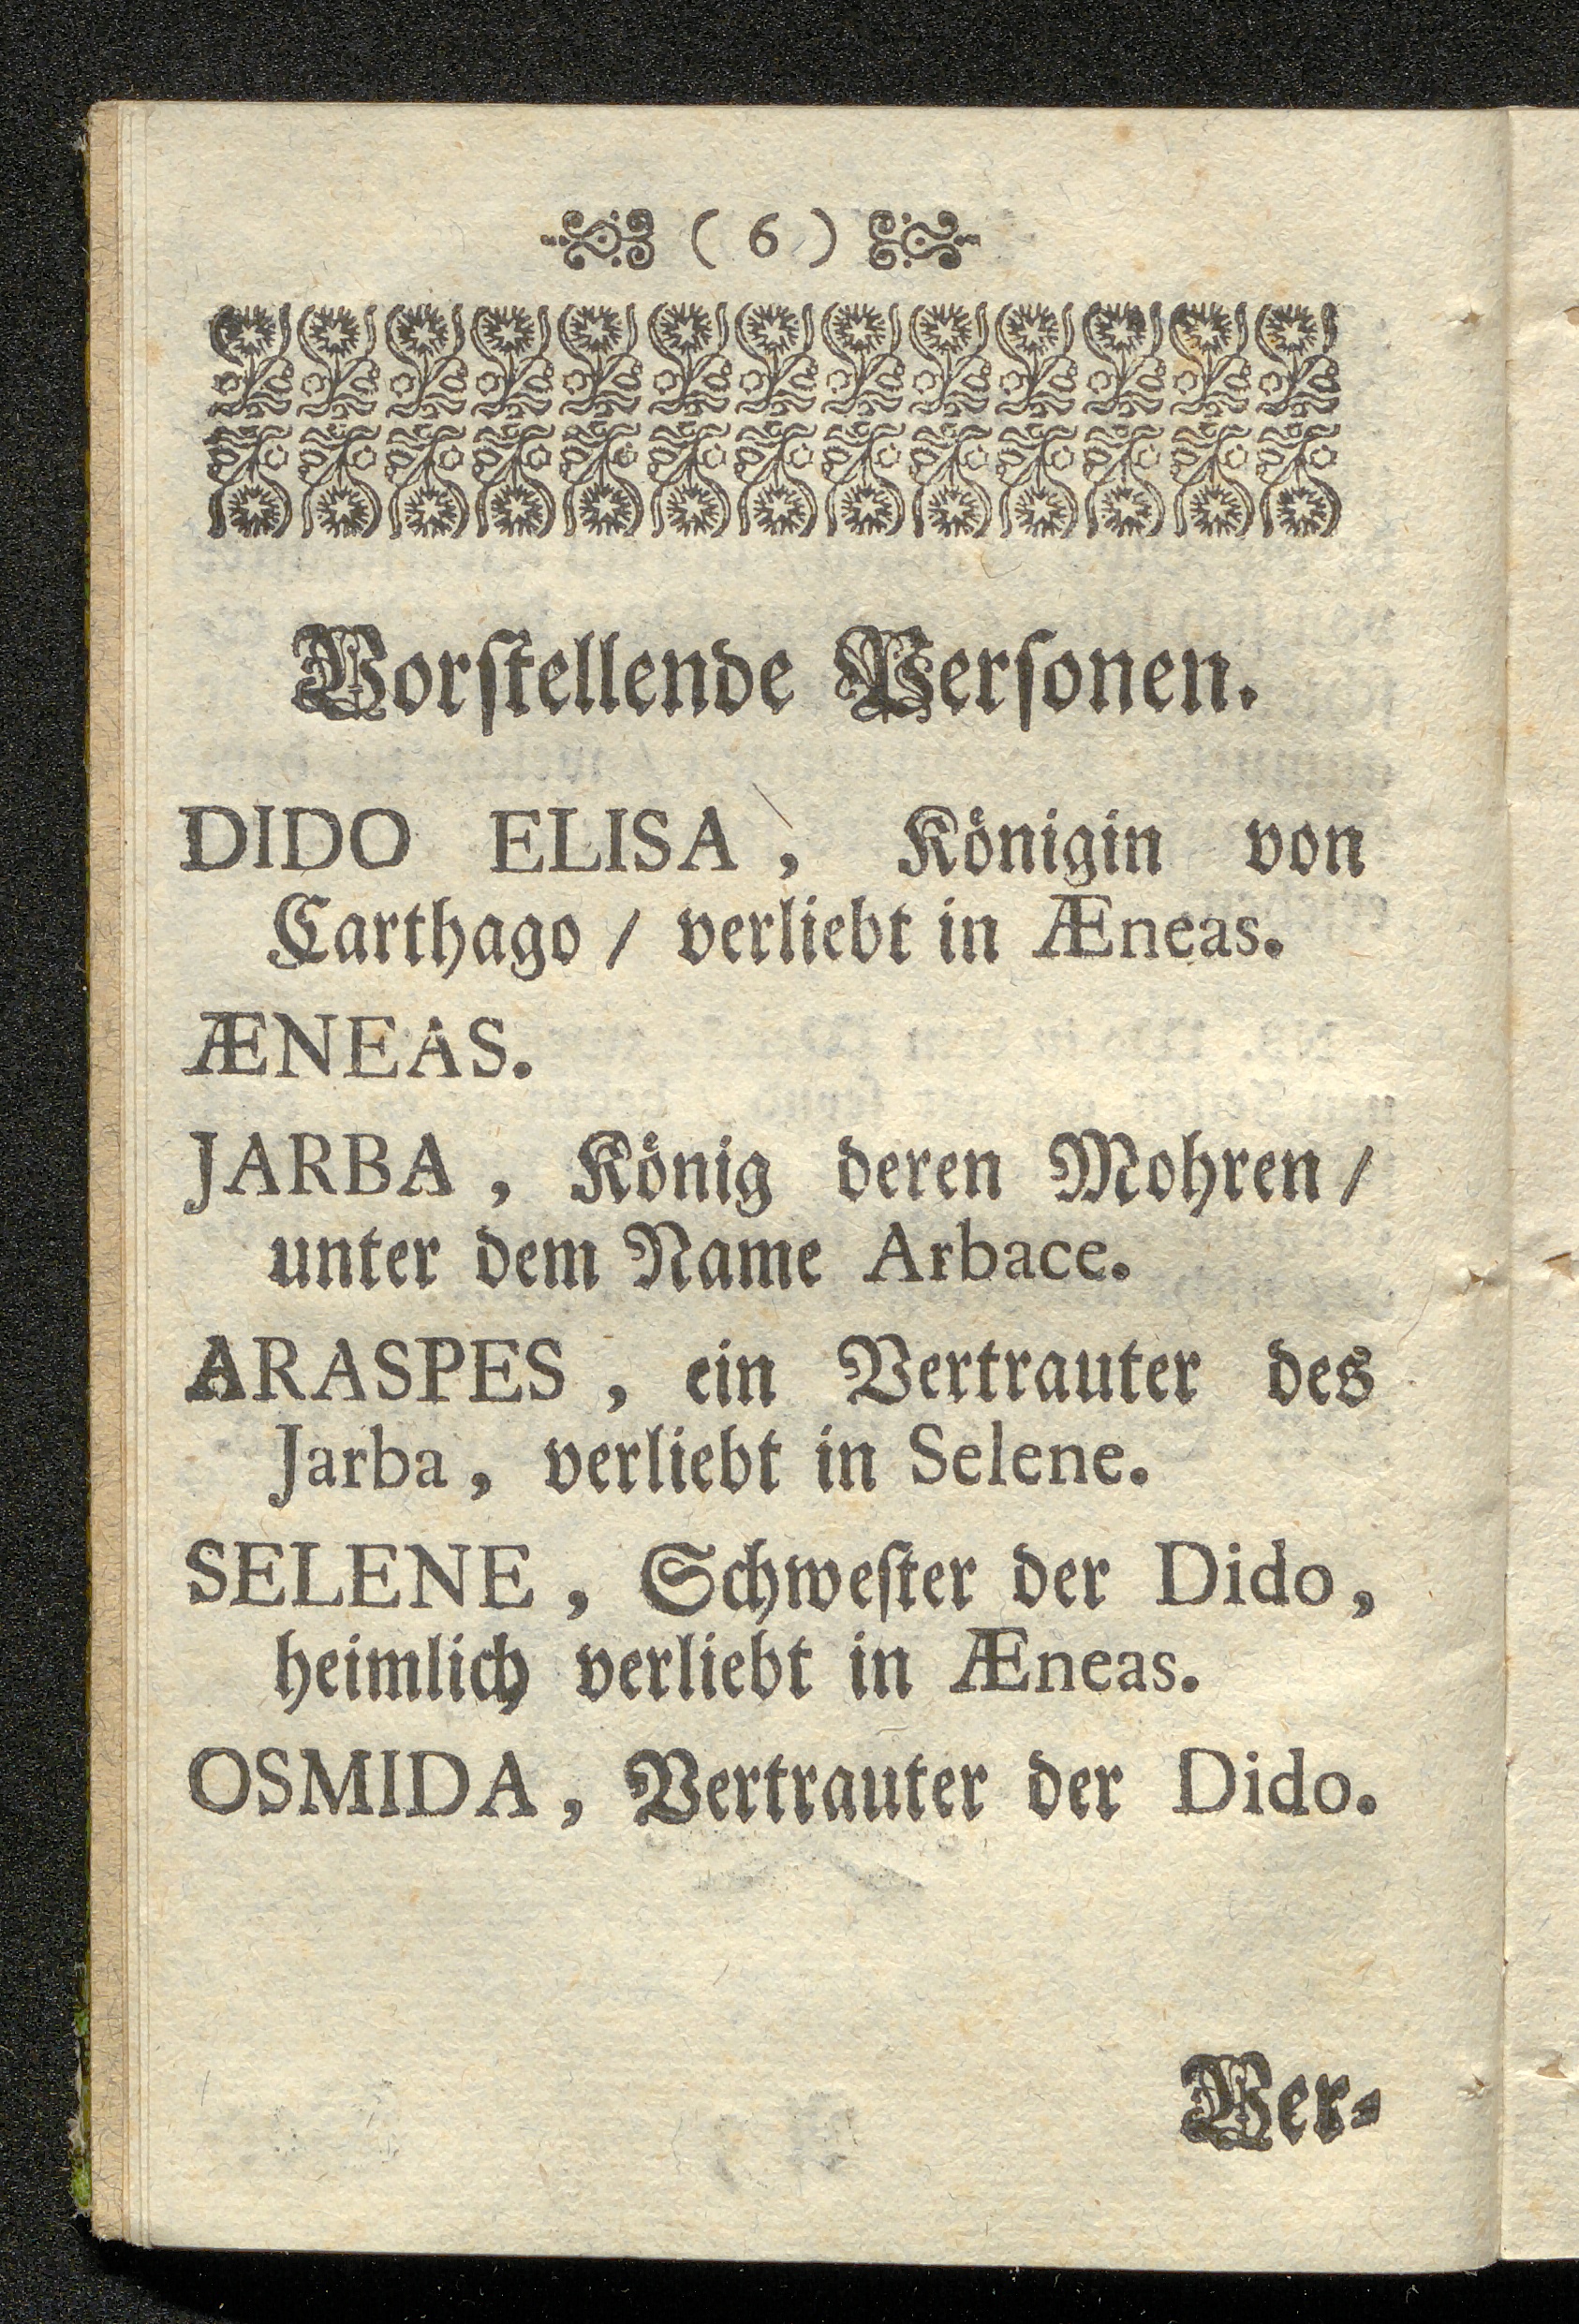 ( 6 )
Vorſtellende Perſonen.
DIDO ELISA, Königin von
Carthago / verliebt in Æneas.
ÆNEAS.
JARBA, König deren Mohren /
unter dem Name Arbace.
ARASPES, ein Vertrauter des
Jarba, verliebt in Selene.
SELENE, Schweſter der Dido,
heimlich verliebt in Æneas.
OSMIDA, Vertrauter der Dido.
Ver-